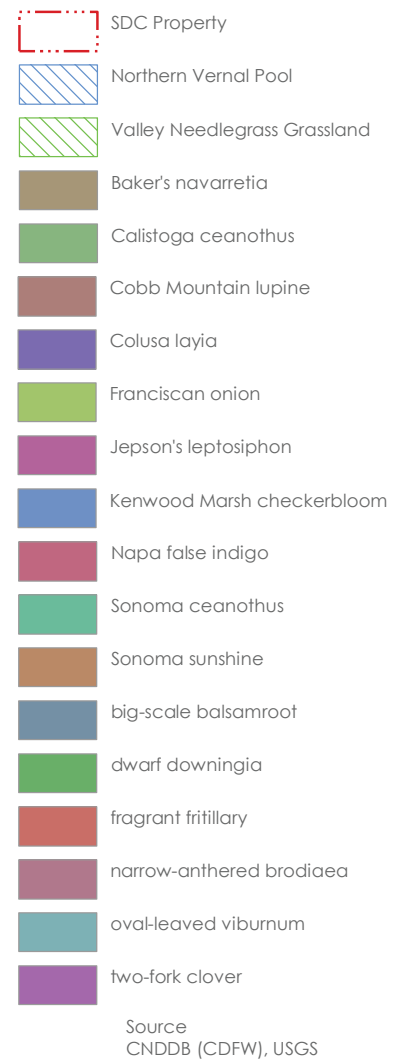 SDC Property
Northern Vernal Pool
Valley Needlegrass Grassland
Baker's navarretia
Calistoga ceanothus
Cobb Mountain lupine
Colusa layia
Franciscan onion
Jepson's leptosiphon
Kenwood Marsh checkerbloom
Napa false indigo
Sonoma ceanothus
Sonoma sunshine
big-scale balsamroot
dwarf downingia
fragrant fritillary
narrow-anthered brodiaea
oval-leaved viburnum
two-fork clover
Source
CNDDB (CDFW), USGS